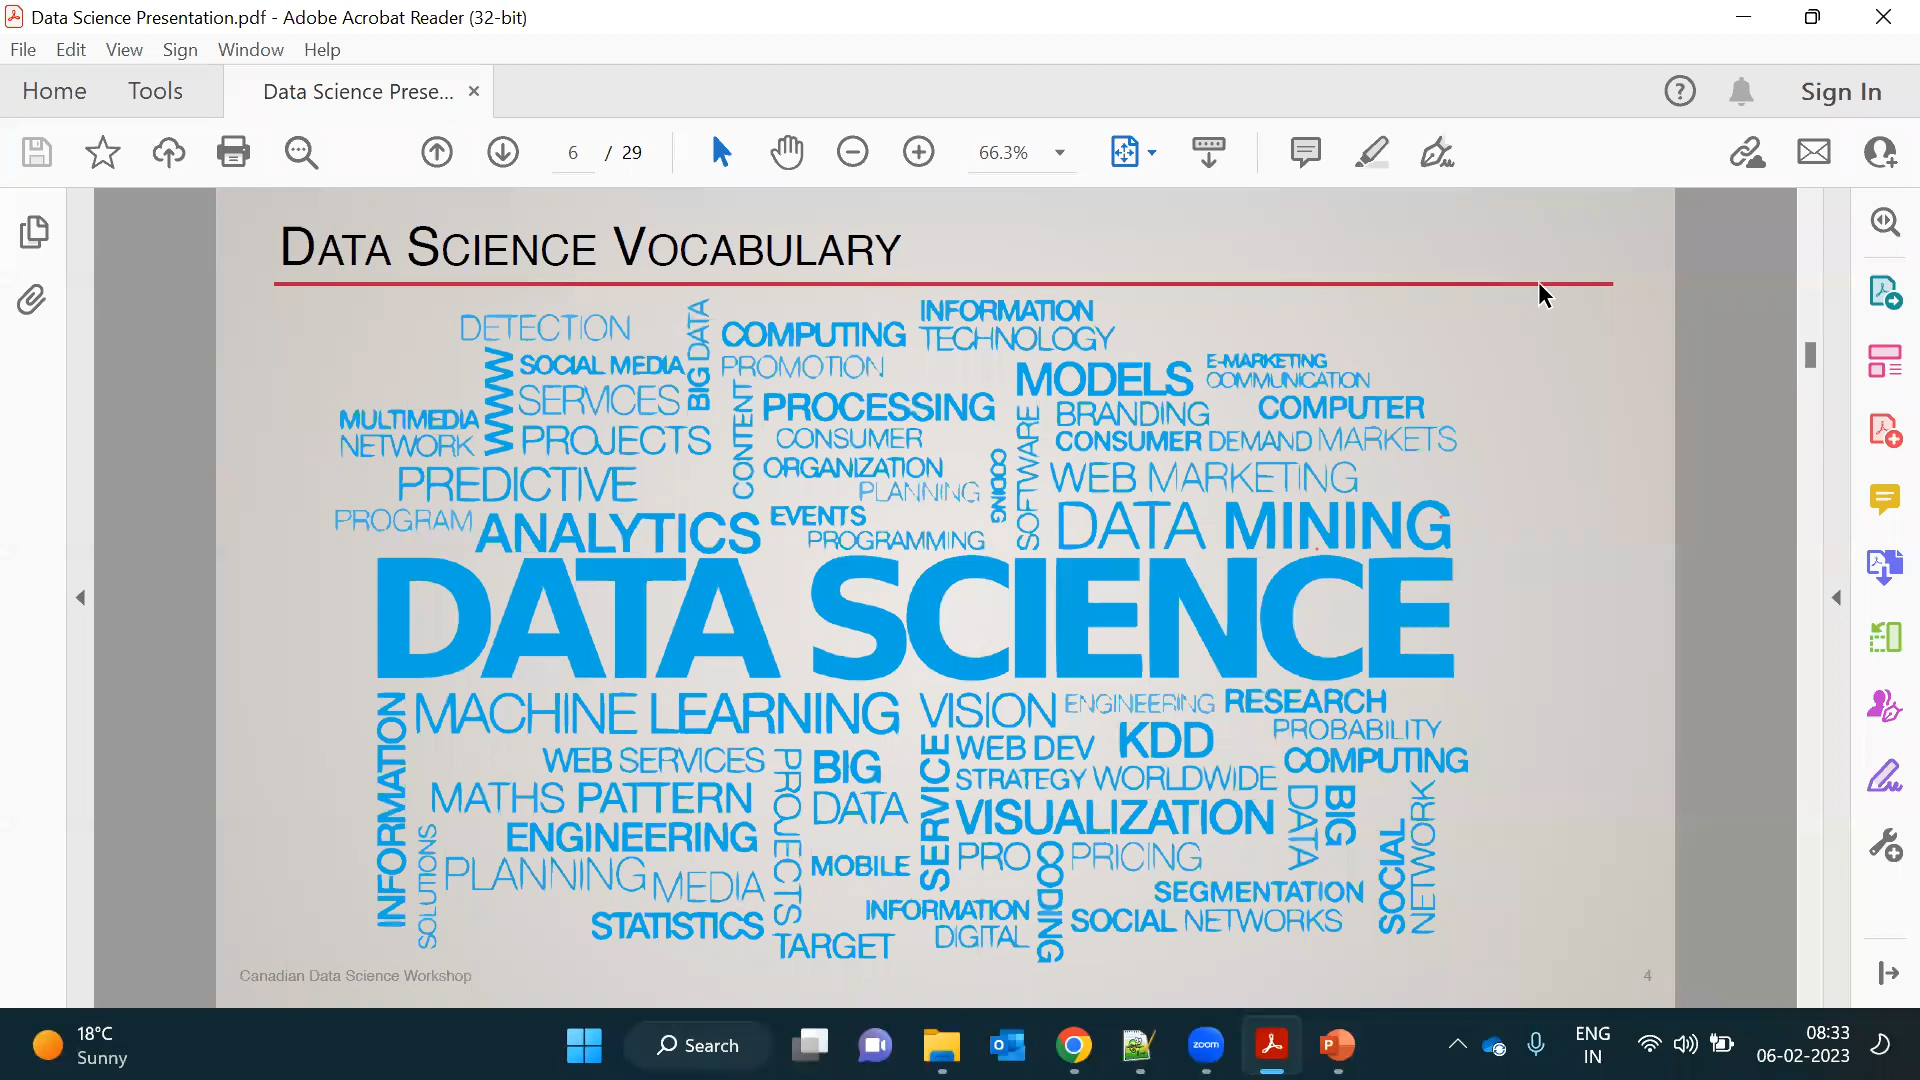 Data Science Presentation.pdf - Adobe Acrobat Reader (32-bit)
File Edit View Sign Window Help
Home Tools Data Science Prese... × Sign In
6 / 29 66.3%
DATA SCIENCE VOCABULARY
DETECTION
BIG DATA
COMPUTING
INFORMATION
TECHNOLOGY
WWW
SOCIAL MEDIA
PROMOTION
SERVICES
MODELS
E-MARKETING
COMMUNICATION
MULTIMEDIA
NETWORK
PROJECTS
CONTENT
PROCESSING
CONSUMER
SOFTWARE
BRANDING
COMPUTER
CONSUMER DEMAND MARKETS
PREDICTIVE
ORGANIZATION
PLANNING
CODING
WEB MARKETING
PROGRAM
ANALYTICS
EVENTS
PROGRAMMING
DATA MINING
DATA SCIENCE
INFORMATION
MACHINE LEARNING
VISION
ENGINEERING
RESEARCH
PROBABILITY
WEB SERVICES
PROJECTS
BIG
DATA
SERVICE
WEB DEV
KDD
COMPUTING
STRATEGY WORLDWIDE
MATHS PATTERN
VISUALIZATION
DATA
BIG
ENGINEERING
SOLUTIONS
PLANNING
MEDIA
MOBILE
PRO
CODING
PRICING
SOCIAL
NETWORK
SEGMENTATION
STATISTICS
INFORMATION
DIGITAL
SOCIAL NETWORKS
TARGET
Canadian Data Science Workshop 4
18°C
Sunny
Search
zoom
ENG
IN
08:33
06-02-2023